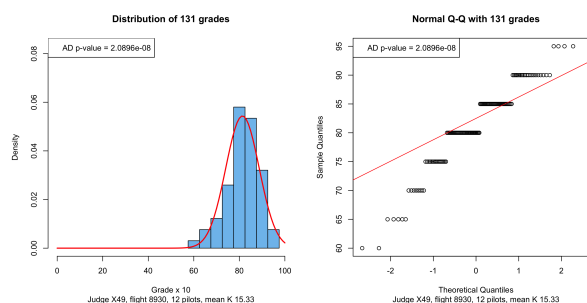 Distribution of 131 grades
AD p-value = 2.0896e-08
Density
0.00
0.02
0.04
0.06
0.08
0 20 40 60 80 100
Grade x 10
Judge X49, flight 8930, 12 pilots, mean K 15.33
Normal Q-Q with 131 grades
AD p-value = 2.0896e-08
Sample Quantiles
60
65
70
75
80
85
90
95
-2 -1 0 1 2
Theoretical Quantiles
Judge X49, flight 8930, 12 pilots, mean K 15.33